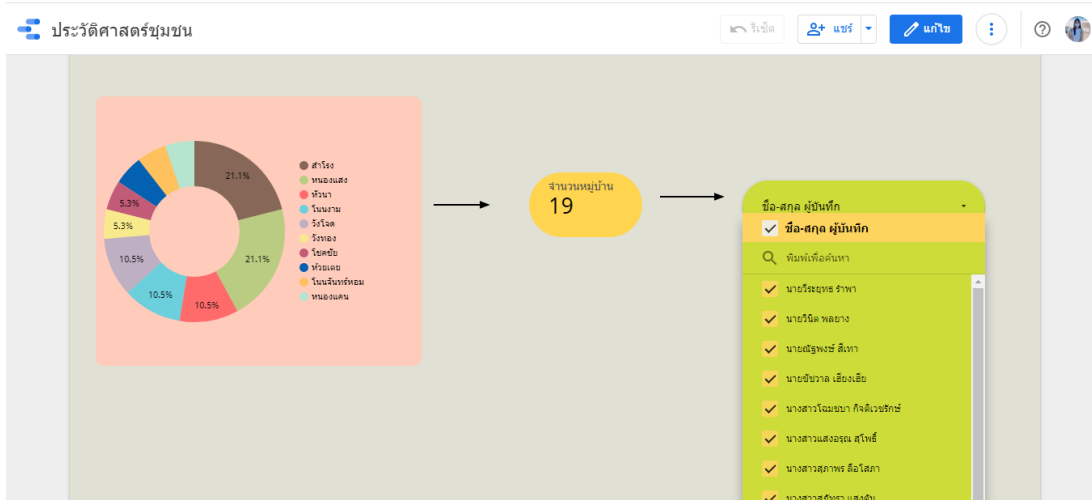 ประวัติศาสตร์ชุมชน
รีเซ็ต
แชร์
แก้ไข
21.1%
21.1%
10.5%
10.5%
10.5%
5.3%
5.3%
สำโรง
หนองแสง
หัวนา
โนนงาม
วังโจด
วังทอง
โชคชัย
ห้วยเตย
โนนจันทร์หอม
หนองแคน
จำนวนหมู่บ้าน
19
ชื่อ-สกุล ผู้บันทึก
ชื่อ-สกุล ผู้บันทึก
พิมพ์เพื่อค้นหา
นายวีระยุทธ รำพา
นายวินิต พลยาง
นายณัฐพงษ์ สีเทา
นายชัชวาล เฮียงเฮีย
นางสาวโฉมชบา กิจติเวชรักษ์
นางสาวแสงอรุณ สุโพธิ์
นางสาวสุภาพร ลือโสภา